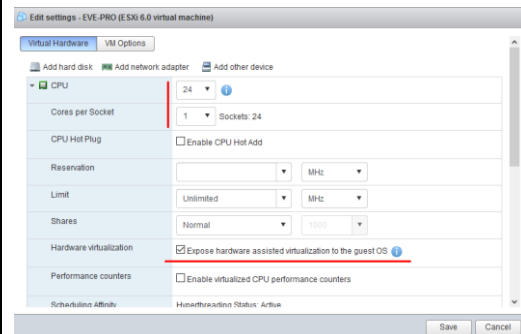 Edit settings - EVE-PRO (ESXi 6.0 virtual machine)
Virtual Hardware VM Options
Add hard disk Add network adapter Add other device
CPU 24
Cores per Socket 1 Sockets: 24
CPU Hot Plug Enable CPU Hot Add
Reservation MHz
Limit Unlimited MHz
Shares Normal 1000
Hardware virtualization Expose hardware assisted virtualization to the guest OS
Performance counters Enable virtualized CPU performance counters
Scheduling Affinity Hyperthreading Status: Active
Save Cancel